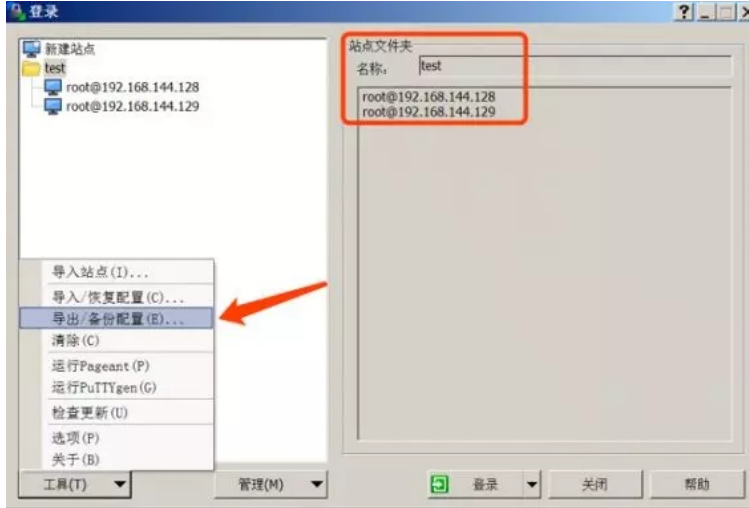 登录
新建站点
test
root@192.168.144.128
root@192.168.144.129
站点文件夹
名称:
test
root@192.168.144.128
root@192.168.144.129
导入站点(I)...
导入/恢复配置(C)...
导出/备份配置(E)...
清除(C)
运行Pageant(P)
运行PuTTYgen(G)
检查更新(U)
选项(P)
关于(B)
工具(T)
管理(M)
登录
关闭
帮助